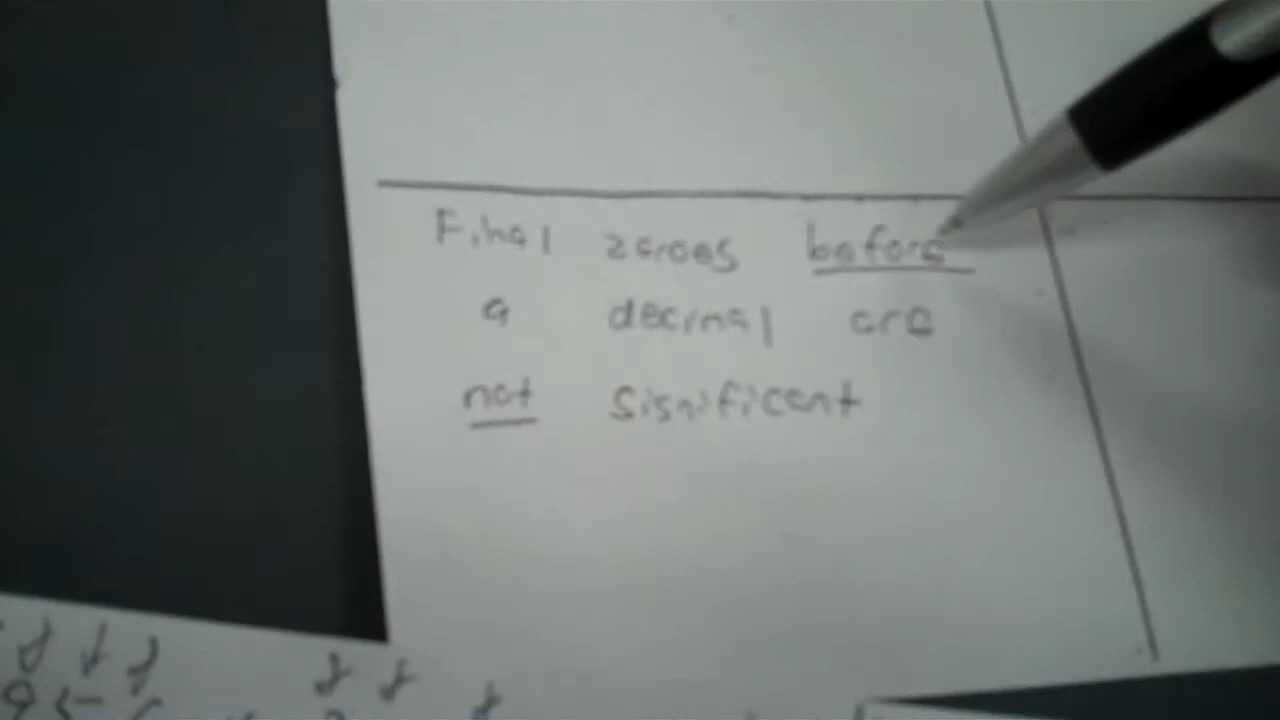 Final zeroes before
a decimal are
not significant